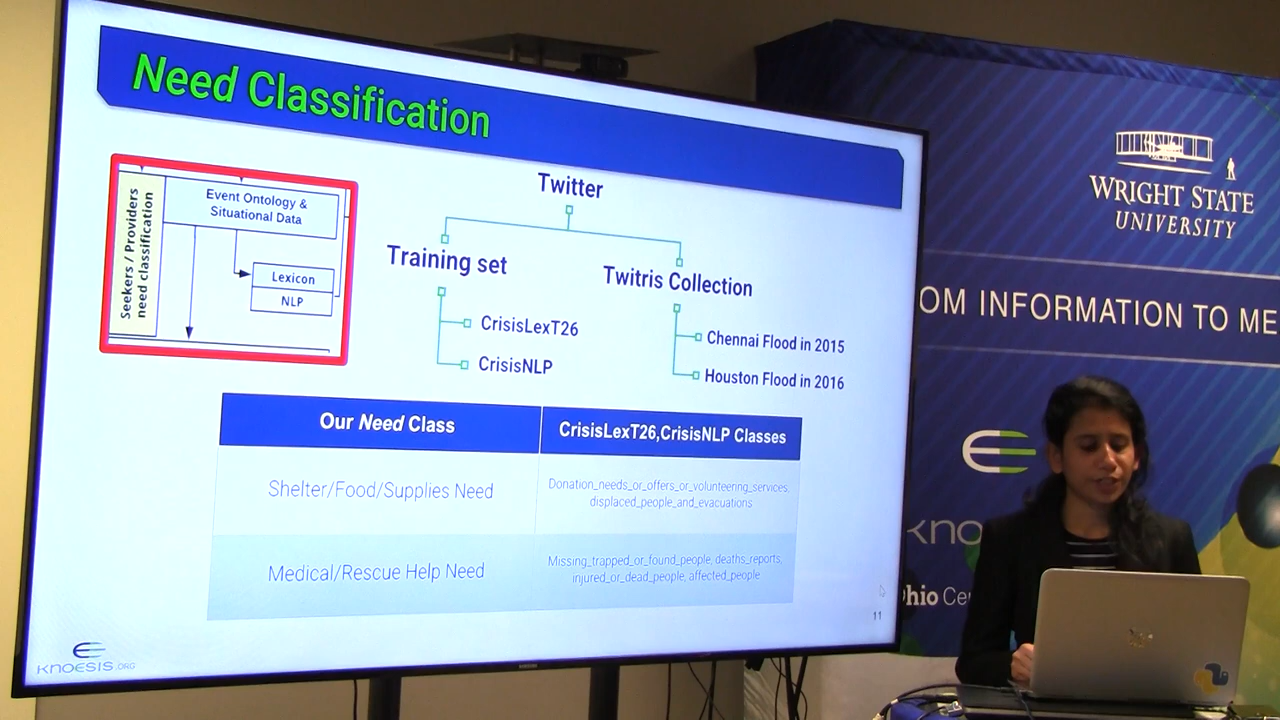 Need Classification
Seekers / Providers
need classification
Event Ontology &
Situational Data
Lexicon
NLP
Twitter
Training set
CrisisLexT26
CrisisNLP
Twitris Collection
Chennai Flood in 2015
Houston Flood in 2016
Our Need Class
CrisisLexT26,CrisisNLP Classes
Shelter/Food/Supplies Need
Donation_needs_or_offers_or_volunteering_services,
displaced_people_and_evacuations
Medical/Rescue Help Need
Missing_trapped_or_found_people, deaths_reports,
injured_or_dead_people, affected_people
11
KNOESIS.ORG
WRIGHT STATE
UNIVERSITY
OM INFORMATION TO ME
KNO
hio Ce